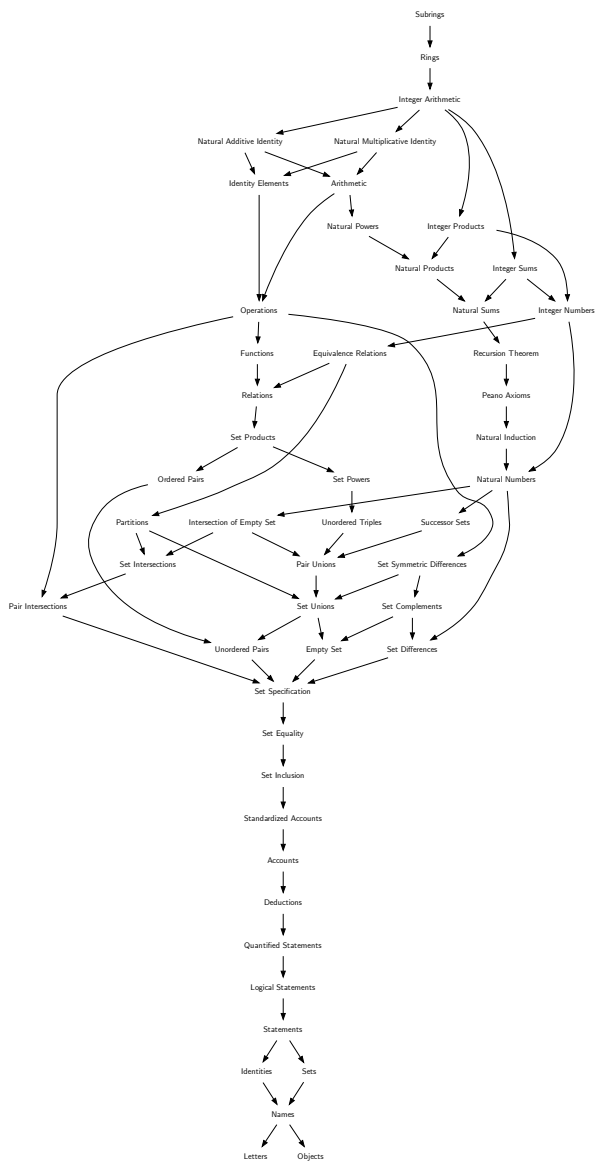 Subrings
Rings
Integer Arithmetic
Natural Additive Identity
Natural Multiplicative Identity
Identity Elements
Arithmetic
Natural Powers
Integer Products
Natural Products
Integer Sums
Operations
Natural Sums
Integer Numbers
Functions
Equivalence Relations
Recursion Theorem
Relations
Peano Axioms
Set Products
Natural Induction
Ordered Pairs
Set Powers
Natural Numbers
Partitions
Intersection of Empty Set
Unordered Triples
Successor Sets
Set Intersections
Pair Unions
Set Symmetric Differences
Pair Intersections
Set Unions
Set Complements
Unordered Pairs
Empty Set
Set Differences
Set Specification
Set Equality
Set Inclusion
Standardized Accounts
Accounts
Deductions
Quantified Statements
Logical Statements
Statements
Identities
Sets
Names
Letters
Objects